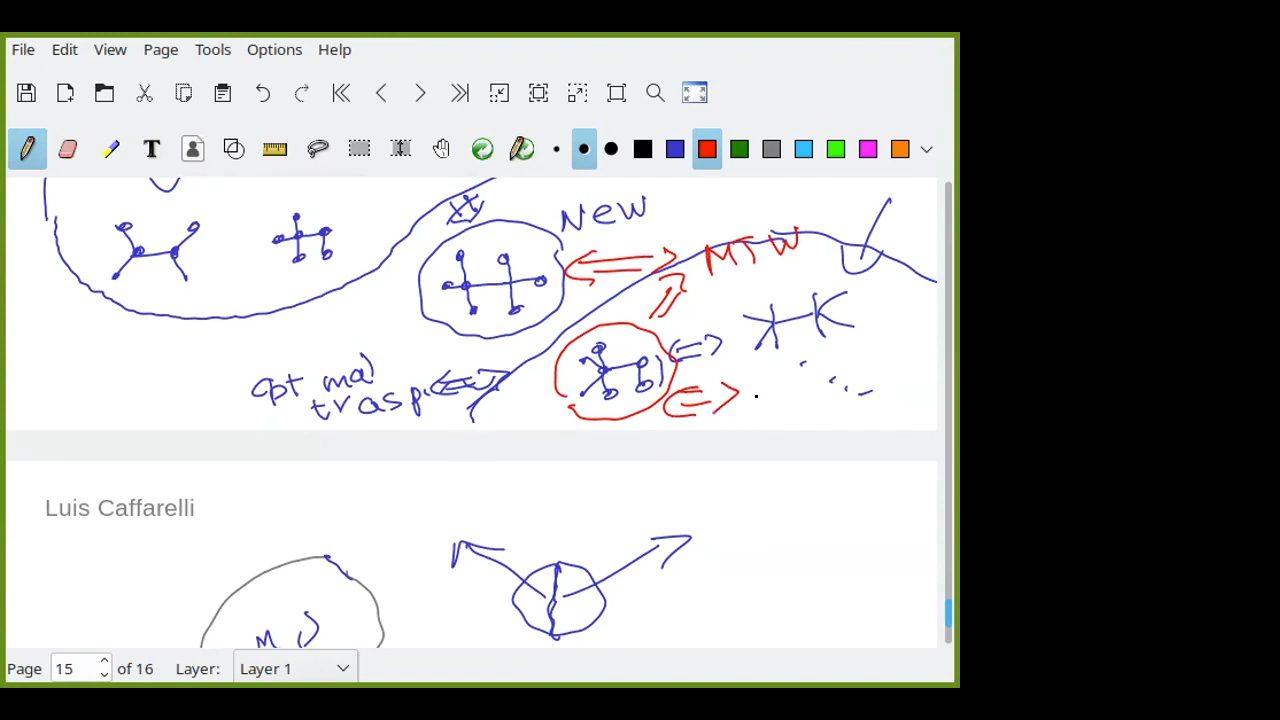 File Edit View Page Tools Options Help
New
MTW
opt mal
trasp.
Luis Caffarelli
M
Page 15 of 16 Layer: Layer 1